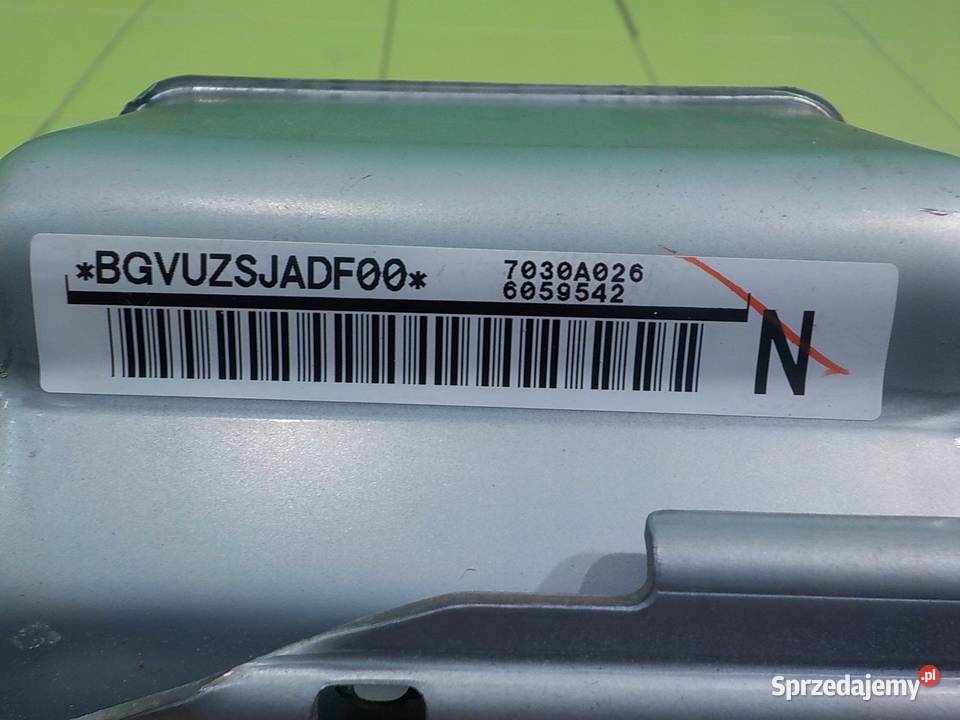 *BGVUZSJADF00*
7030A026
6059542
N
Sprzedajemy.pl